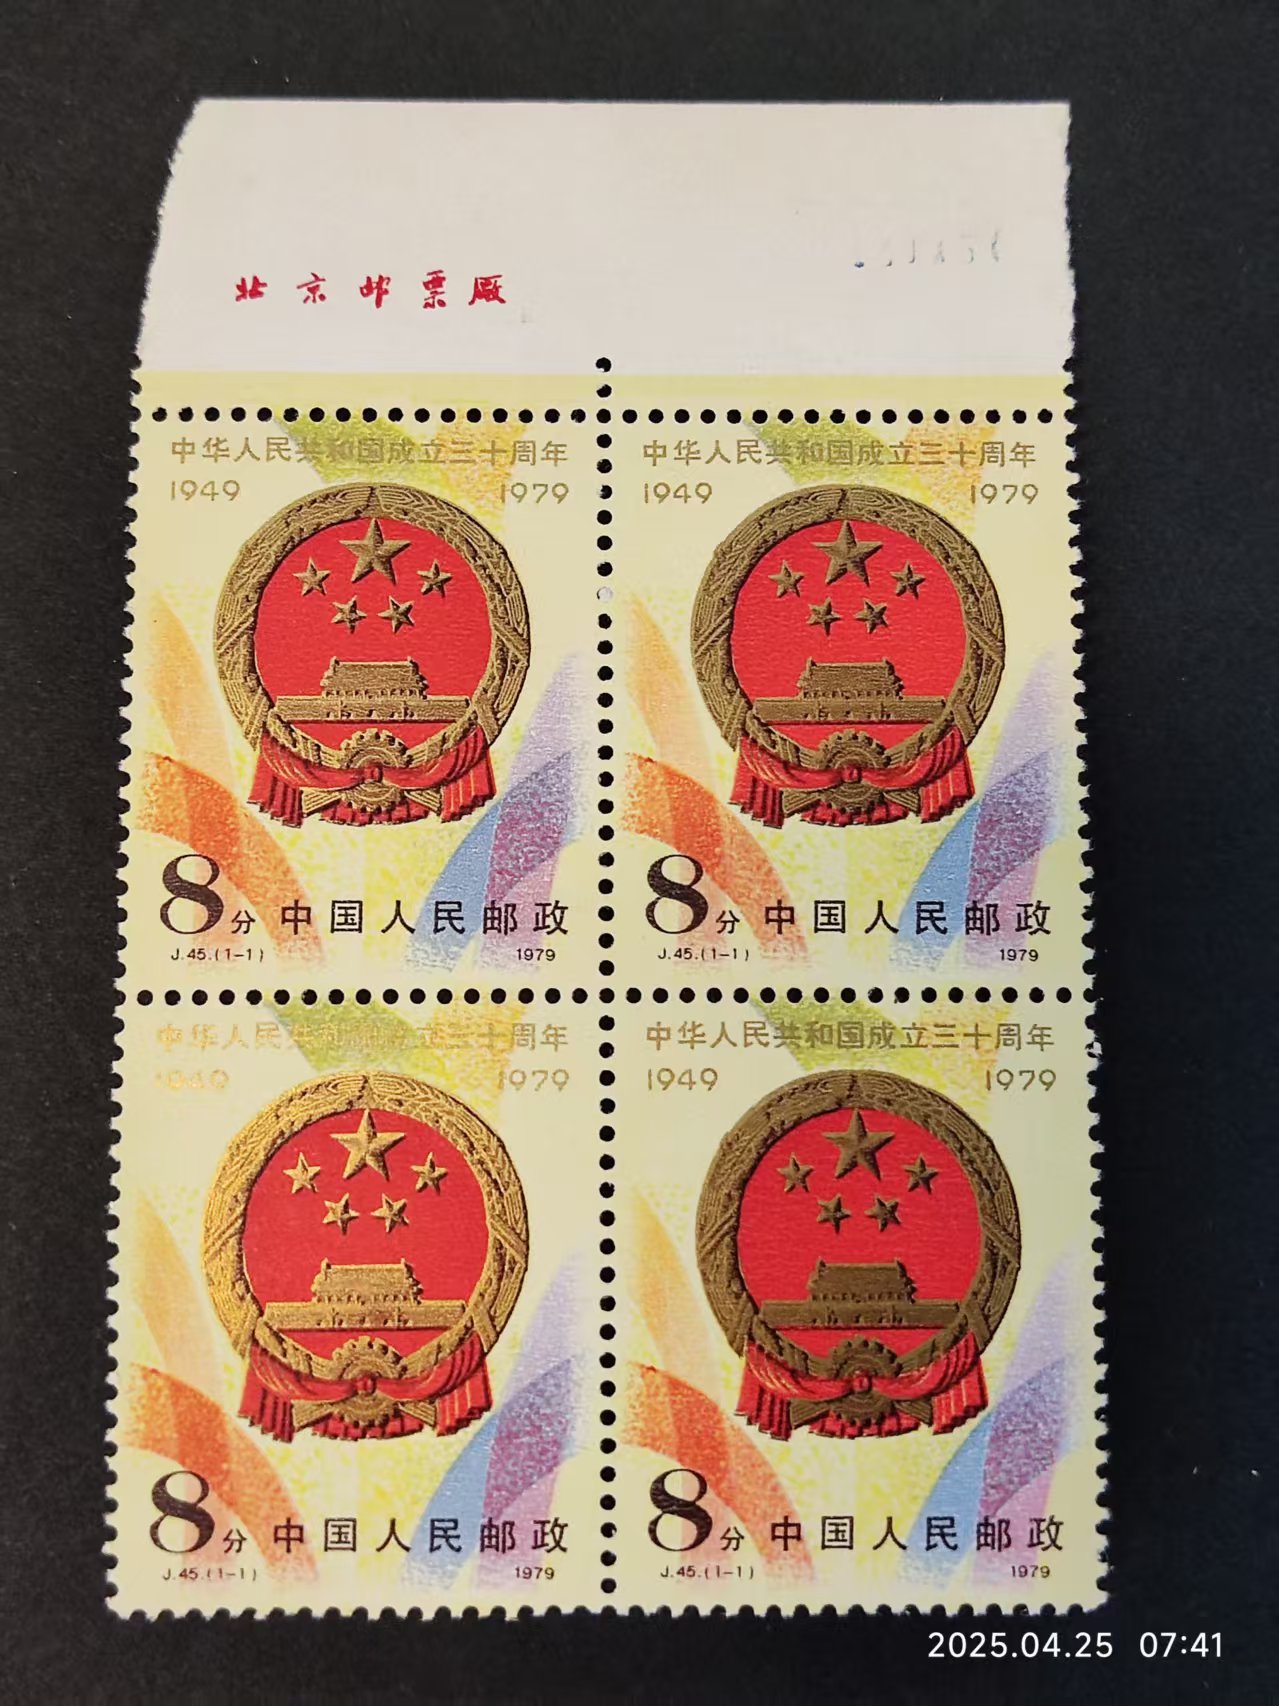 北京邮票厰
中华人民共和国成立三十周年 中华人民共和国成立三十周年
1949 1979 1949 1979
8分 中国人民邮政 8分 中国人民邮政
J.45.(1-1) 1979 J.45.(1-1) 1979
中华人民共和国成立三十周年 中华人民共和国成立三十周年
1949 1979 1949 1979
8分 中国人民邮政 8分 中国人民邮政
J.45.(1-1) 1979 J.45.(1-1) 1979
2025.04.25 07:41